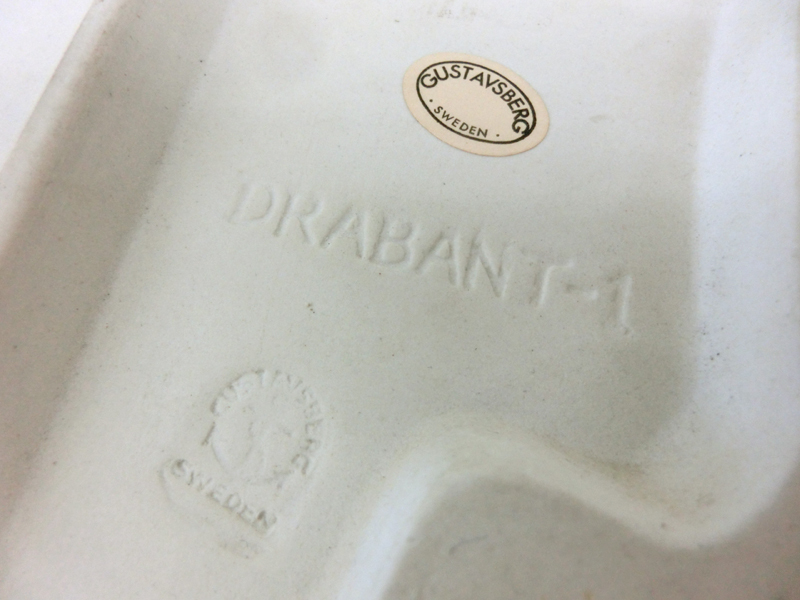 GUSTAVSBERG
· SWEDEN ·
DRABANT-1
GUSTAVSBERG
SWEDEN